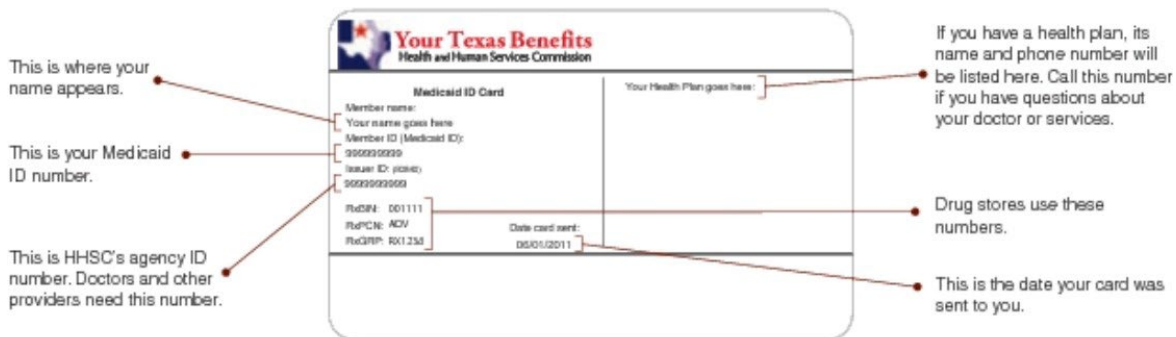 This is where your
name appears.
This is your Medicaid
ID number.
This is HHSC's agency ID
number. Doctors and other
providers need this number.
Your Texas Benefits
Health and Human Services Commission
Medicaid ID Card
Member name:
Your name goes here
Member ID (Medicaid ID):
999999999
Issuer ID:
9999999999
RxBIN: 001111
RxPCN: ADV
RxGRP: RX1234
Date card sent:
06/01/2011
Your Health Plan goes here:
If you have a health plan, its
name and phone number will
be listed here. Call this number
if you have questions about
your doctor or services.
Drug stores use these
numbers.
This is the date your card was
sent to you.